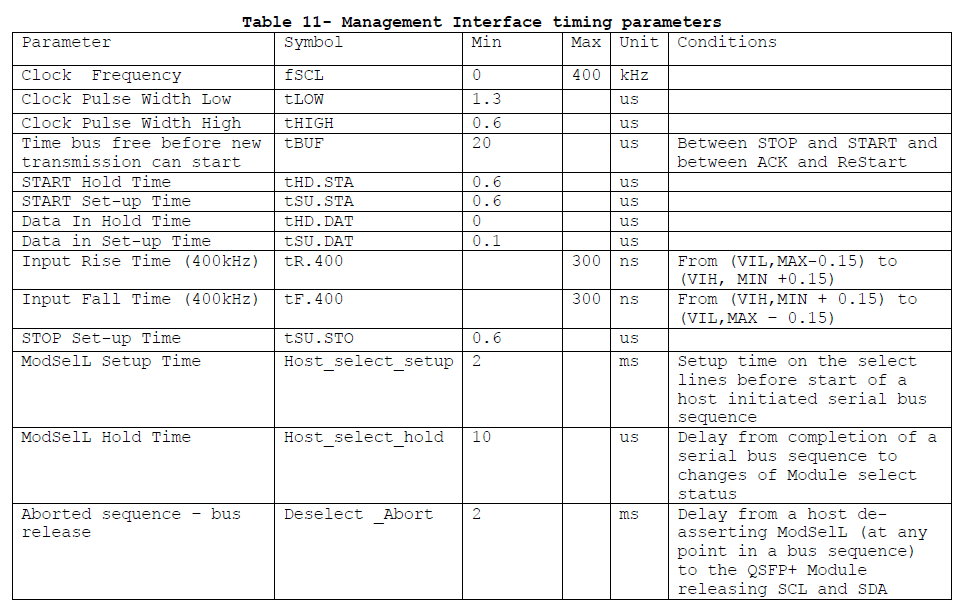 Table 11- Management Interface timing parameters
Parameter Symbol Min Max Unit Conditions
Clock Frequency fSCL 0 400 kHz
Clock Pulse Width Low tLOW 1.3 us
Clock Pulse Width High tHIGH 0.6 us
Time bus free before new tBUF 20 us Between STOP and START and
transmission can start between ACK and ReStart
START Hold Time tHD.STA 0.6 us
START Set-up Time tSU.STA 0.6 us
Data In Hold Time tHD.DAT 0 us
Data in Set-up Time tSU.DAT 0.1 us
Input Rise Time (400kHz) tR.400 300 ns From (VIL,MAX-0.15) to
(VIH, MIN +0.15)
Input Fall Time (400kHz) tF.400 300 ns From (VIH,MIN + 0.15) to
(VIL,MAX - 0.15)
STOP Set-up Time tSU.STO 0.6 us
ModSelL Setup Time Host_select_setup 2 ms Setup time on the select
lines before start of a
host initiated serial bus
sequence
ModSelL Hold Time Host_select_hold 10 us Delay from completion of a
serial bus sequence to
changes of Module select
status
Aborted sequence – bus Deselect _Abort 2 ms Delay from a host de-
release asserting ModSelL (at any
point in a bus sequence)
to the QSFP+ Module
releasing SCL and SDA